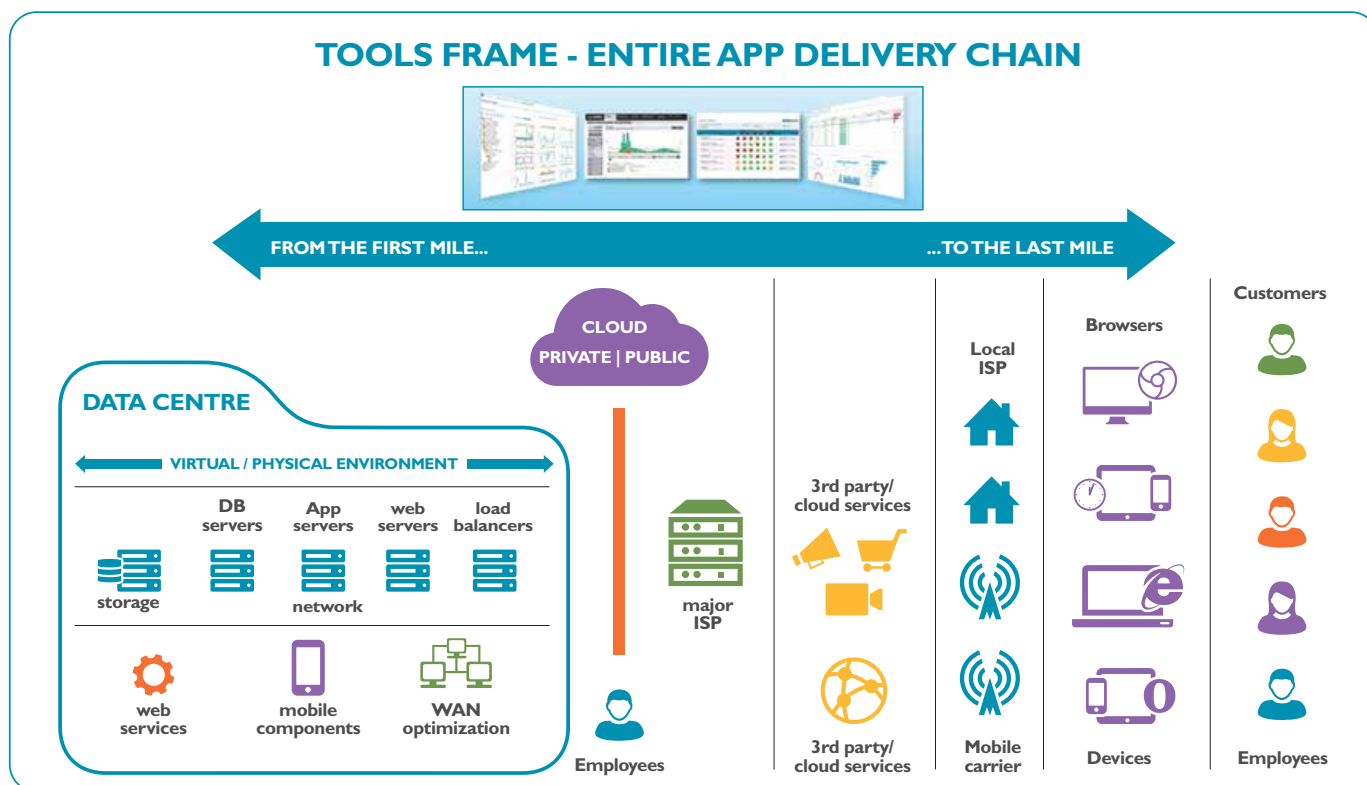 TOOLS FRAME - ENTIRE APP DELIVERY CHAIN
FROM THE FIRST MILE...
...TO THE LAST MILE
CLOUD
PRIVATE | PUBLIC
DATA CENTRE
VIRTUAL / PHYSICAL ENVIRONMENT
DB
servers
App
servers
web
servers
load
balancers
storage
network
web
services
mobile
components
WAN
optimization
Employees
major
ISP
3rd party/
cloud services
3rd party/
cloud services
Local
ISP
Mobile
carrier
Browsers
Devices
Customers
Employees